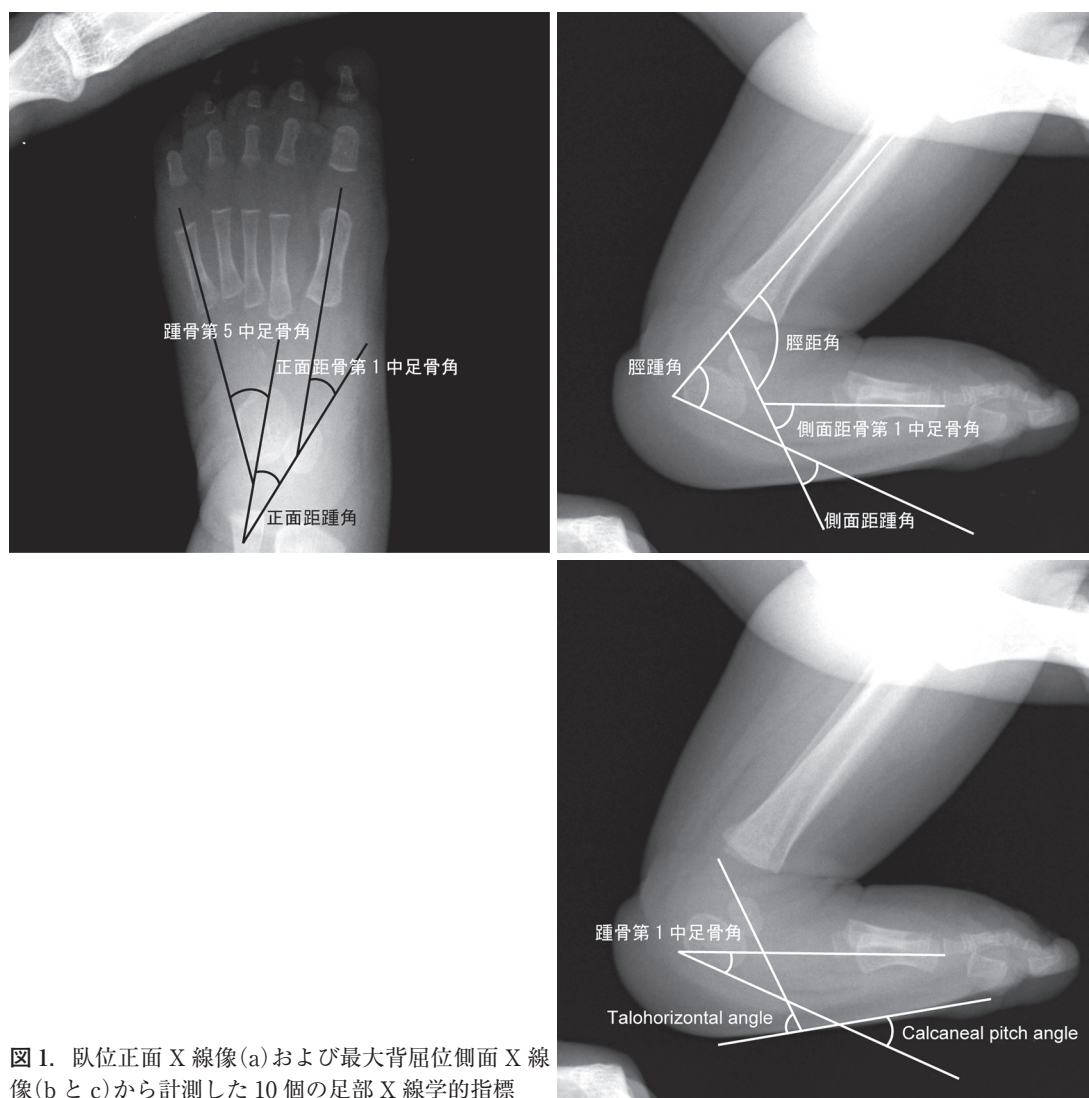 踵骨第 5 中足骨角
正面距骨第 1 中足骨角
正面距踵角
脛踵角
脛距角
側面距骨第 1 中足骨角
側面距踵角
踵骨第 1 中足骨角
Talohorizontal angle
Calcaneal pitch angle
図 1. 臥位正面 X 線像(a)および最大背屈位側面 X 線
像(b と c)から計測した 10 個の足部 X 線学的指標